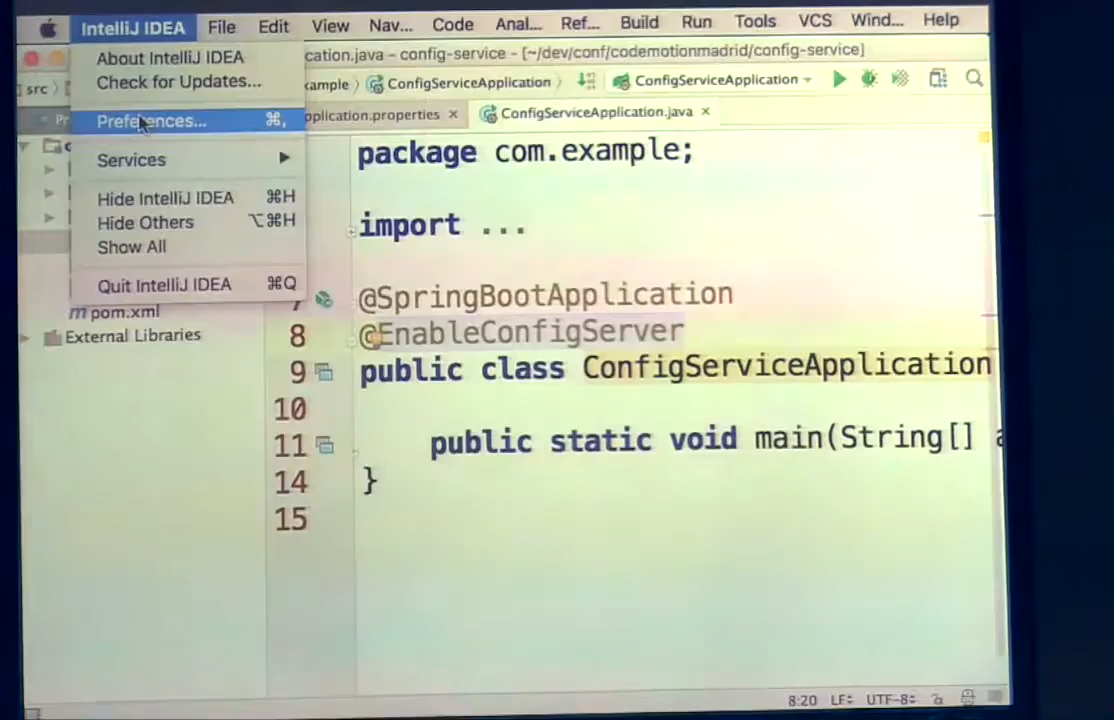 IntelliJ IDEA File Edit View Nav... Code Anal... Ref... Build Run Tools VCS Wind... Help
About IntelliJ IDEA
cation.java – config-service – [~/dev/conf/codemotionmadrid/config-service]
Check for Updates...
src ConfigServiceApplication ConfigServiceApplication
Preferences... ⌘,
plication.properties × ConfigServiceApplication.java ×
Services
Hide IntelliJ IDEA ⌘H
Hide Others ⌥⌘H
Show All
Quit IntelliJ IDEA ⌘Q
pom.xml
External Libraries
package com.example;
import ...
@SpringBootApplication
8 @EnableConfigServer
9 public class ConfigServiceApplication
10
11 public static void main(String[]
14 }
15
8:20 LF÷ UTF-8÷